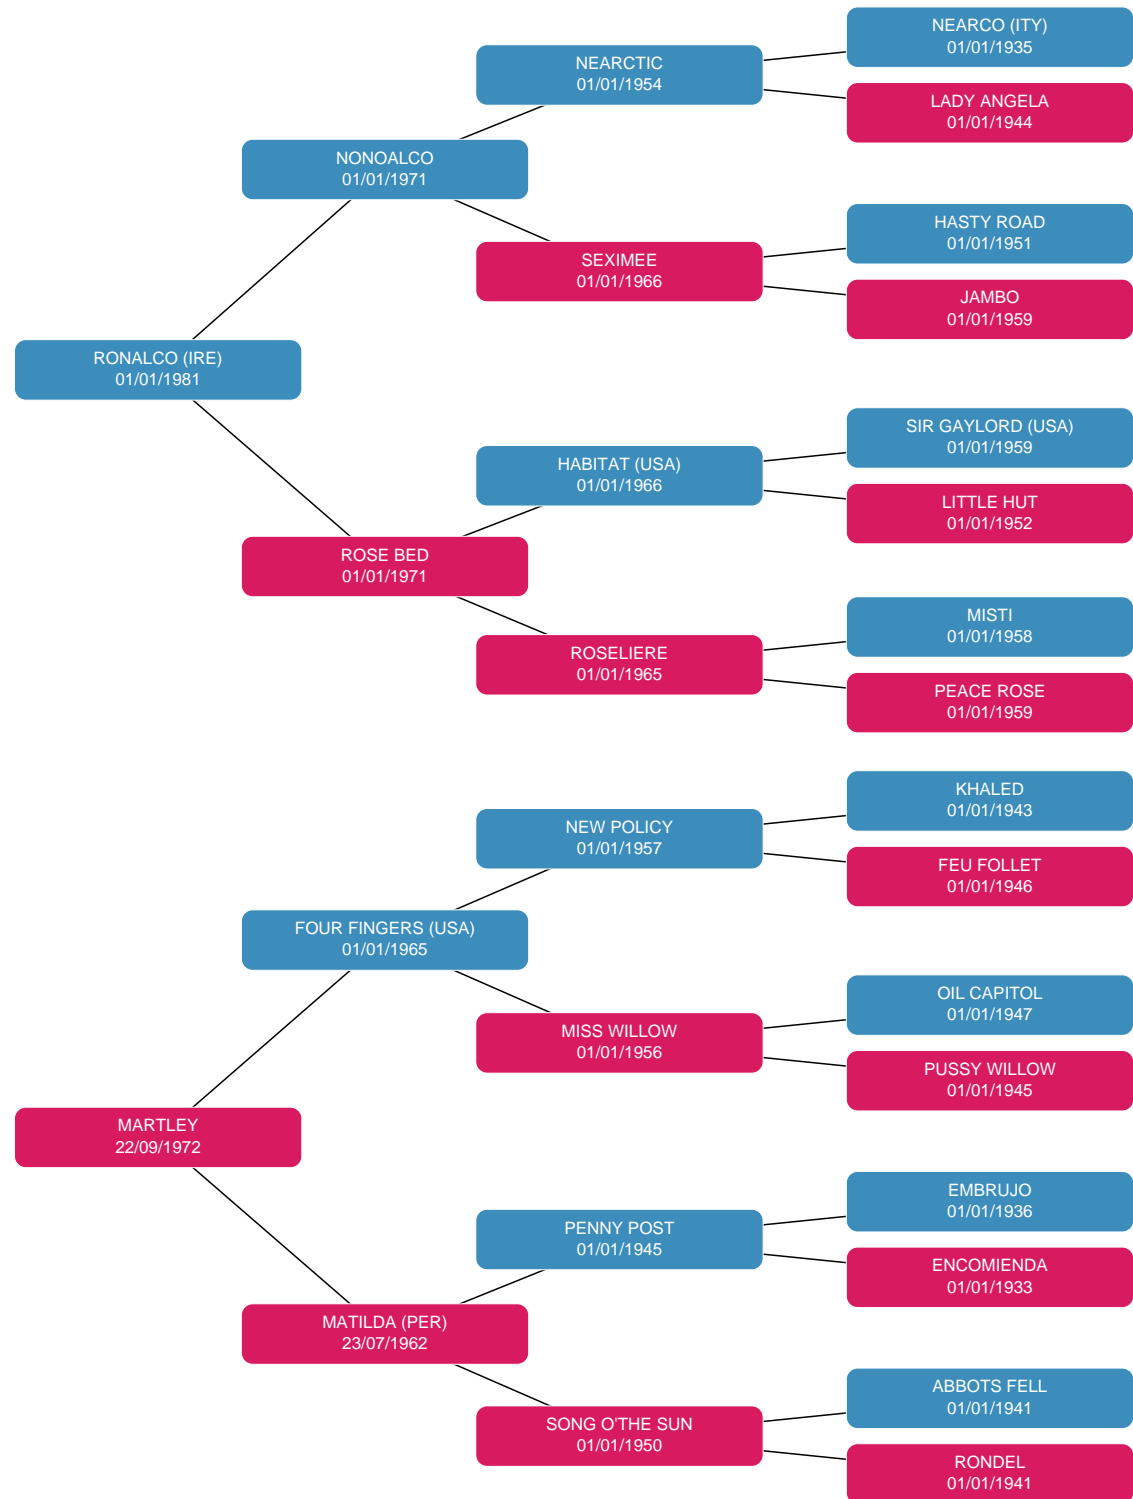 NEARCO (ITY)
01/01/1935
NEARCTIC
01/01/1954
LADY ANGELA
01/01/1944
NONOALCO
01/01/1971
HASTY ROAD
01/01/1951
SEXIMEE
01/01/1966
JAMBO
01/01/1959
RONALCO (IRE)
01/01/1981
SIR GAYLORD (USA)
01/01/1959
HABITAT (USA)
01/01/1966
LITTLE HUT
01/01/1952
ROSE BED
01/01/1971
MISTI
01/01/1958
ROSELIERE
01/01/1965
PEACE ROSE
01/01/1959
KHALED
01/01/1943
NEW POLICY
01/01/1957
FEU FOLLET
01/01/1946
FOUR FINGERS (USA)
01/01/1965
OIL CAPITOL
01/01/1947
MISS WILLOW
01/01/1956
PUSSY WILLOW
01/01/1945
MARTLEY
22/09/1972
EMBRUJO
01/01/1936
PENNY POST
01/01/1945
ENCOMIENDA
01/01/1933
MATILDA (PER)
23/07/1962
ABBOTS FELL
01/01/1941
SONG O'THE SUN
01/01/1950
RONDEL
01/01/1941